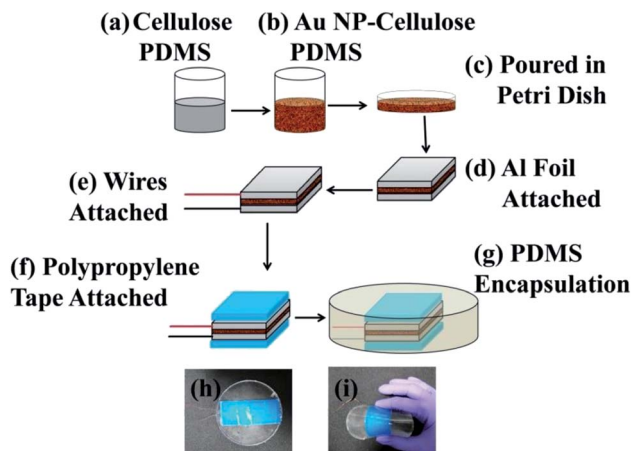 (a) Cellulose
PDMS
(b) Au NP-Cellulose
PDMS
(c) Poured in
Petri Dish
(d) Al Foil
Attached
(e) Wires
Attached
(f) Polypropylene
Tape Attached
(g) PDMS
Encapsulation
(h)
(i)